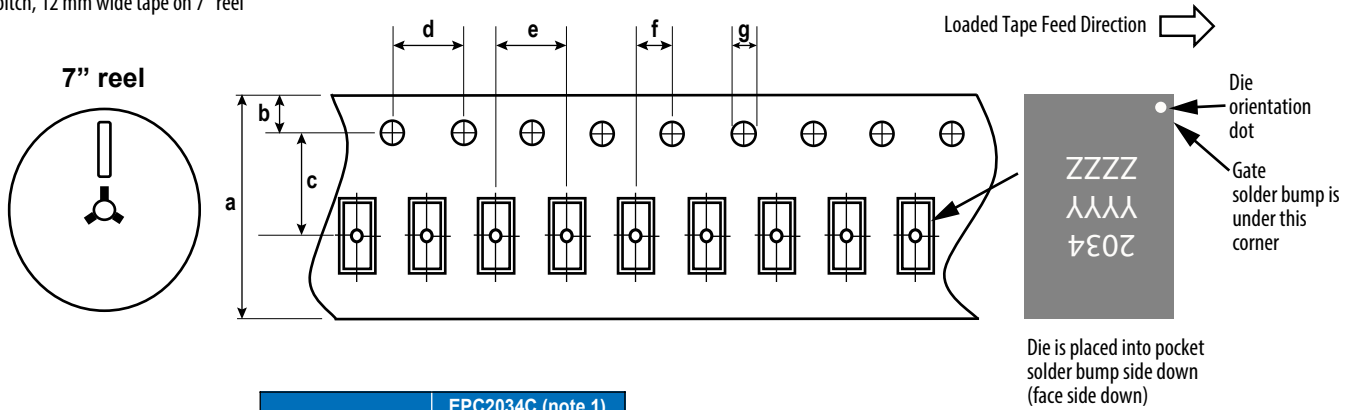 pitch, 12 mm wide tape on 7" reel
Loaded Tape Feed Direction
7" reel
d
e
f
g
b
c
a
Die
orientation
dot
Gate
solder bump is
under this
corner
2034
YYYY
ZZZZ
Die is placed into pocket
solder bump side down
(face side down)
EPC2034C (note 1)